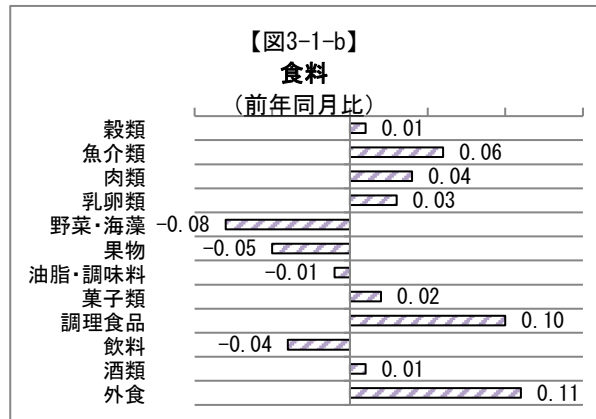 【図3-1-b】
食料
(前年同月比)
穀類 0.01
魚介類 0.06
肉類 0.04
乳卵類 0.03
野菜・海藻 -0.08
果物 -0.05
油脂・調味料 -0.01
菓子類 0.02
調理食品 0.10
飲料 -0.04
酒類 0.01
外食 0.11